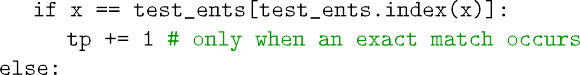 if x == test_ents[test_ents.index(x)]:
tp += 1 # only when an exact match occurs
else: